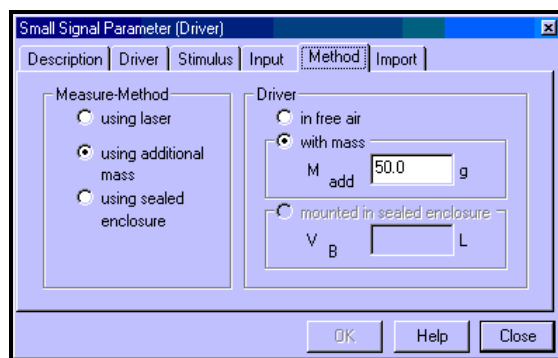 Small Signal Parameter (Driver)
Description Driver Stimulus Input Method Import
Measure-Method
using laser
using additional
mass
using sealed
enclosure
Driver
in free air
with mass
M add 50.0 g
mounted in sealed enclosure
V B L
OK Help Close